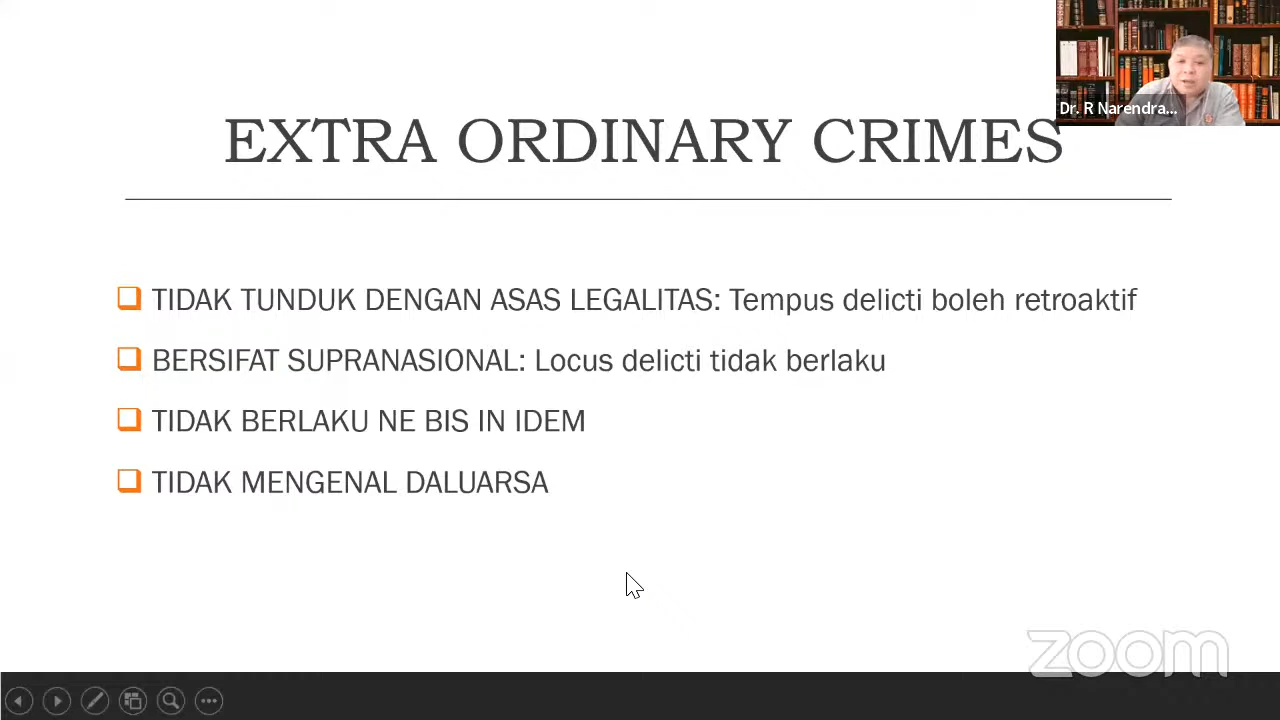 Dr. R Narendra...
EXTRA ORDINARY CRIMES
TIDAK TUNDUK DENGAN ASAS LEGALITAS: Tempus delicti boleh retroaktif
BERSIFAT SUPRANASIONAL: Locus delicti tidak berlaku
TIDAK BERLAKU NE BIS IN IDEM
TIDAK MENGENAL DALUARSA
zoom